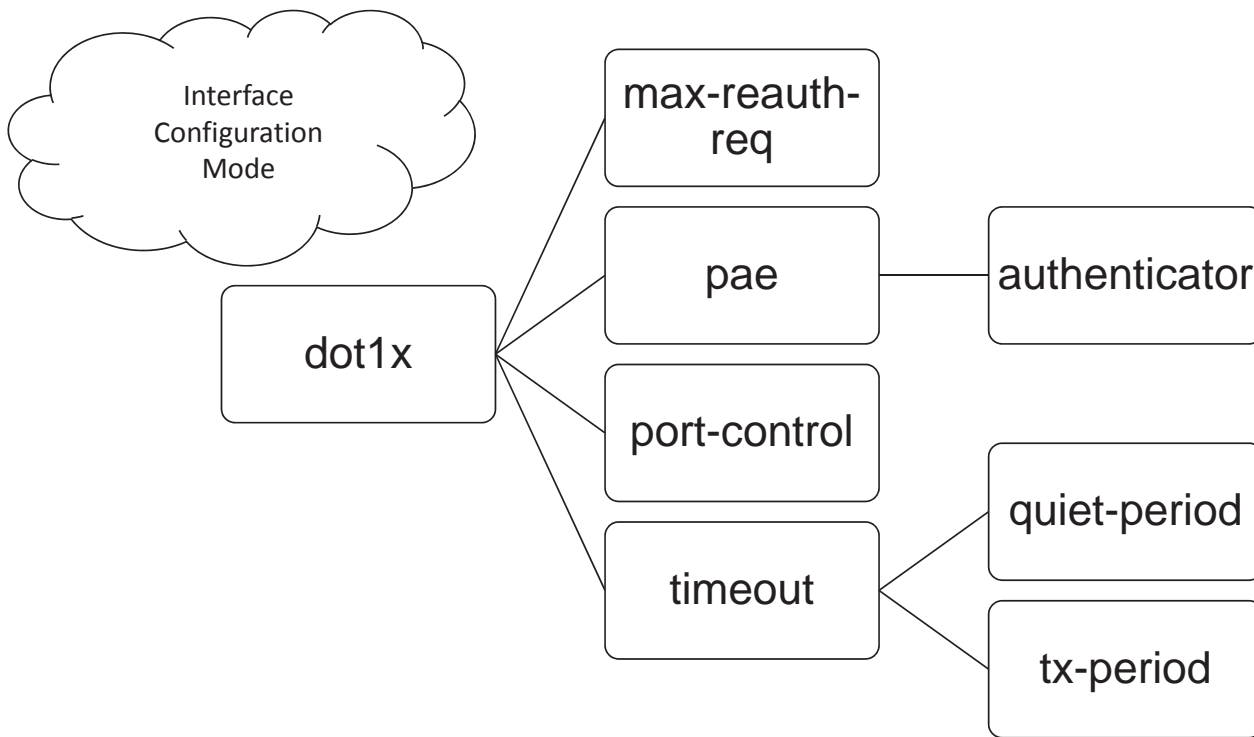 Interface
Configuration
Mode
dot1x
max-reauth-
req
pae
authenticator
port-control
timeout
quiet-period
tx-period